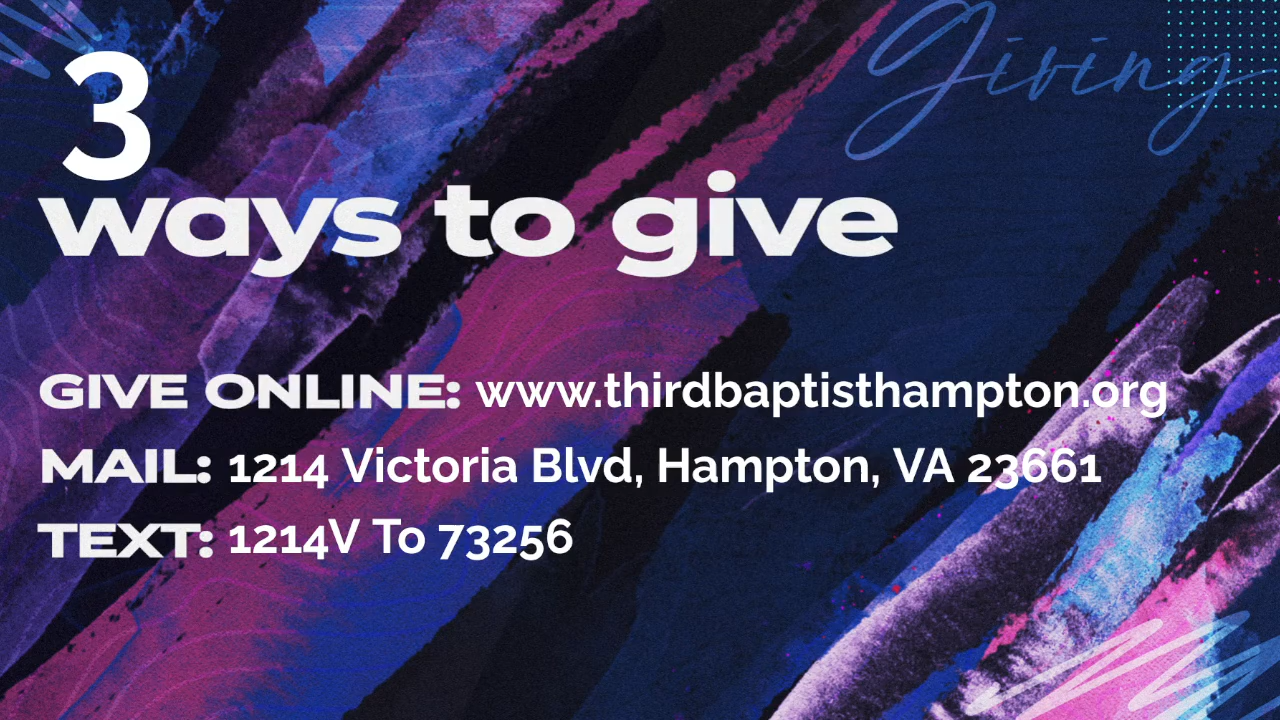 Giving
3
ways to give
GIVE ONLINE: www.thirdbaptisthampton.org
MAIL: 1214 Victoria Blvd, Hampton, VA 23661
TEXT: 1214V To 73256